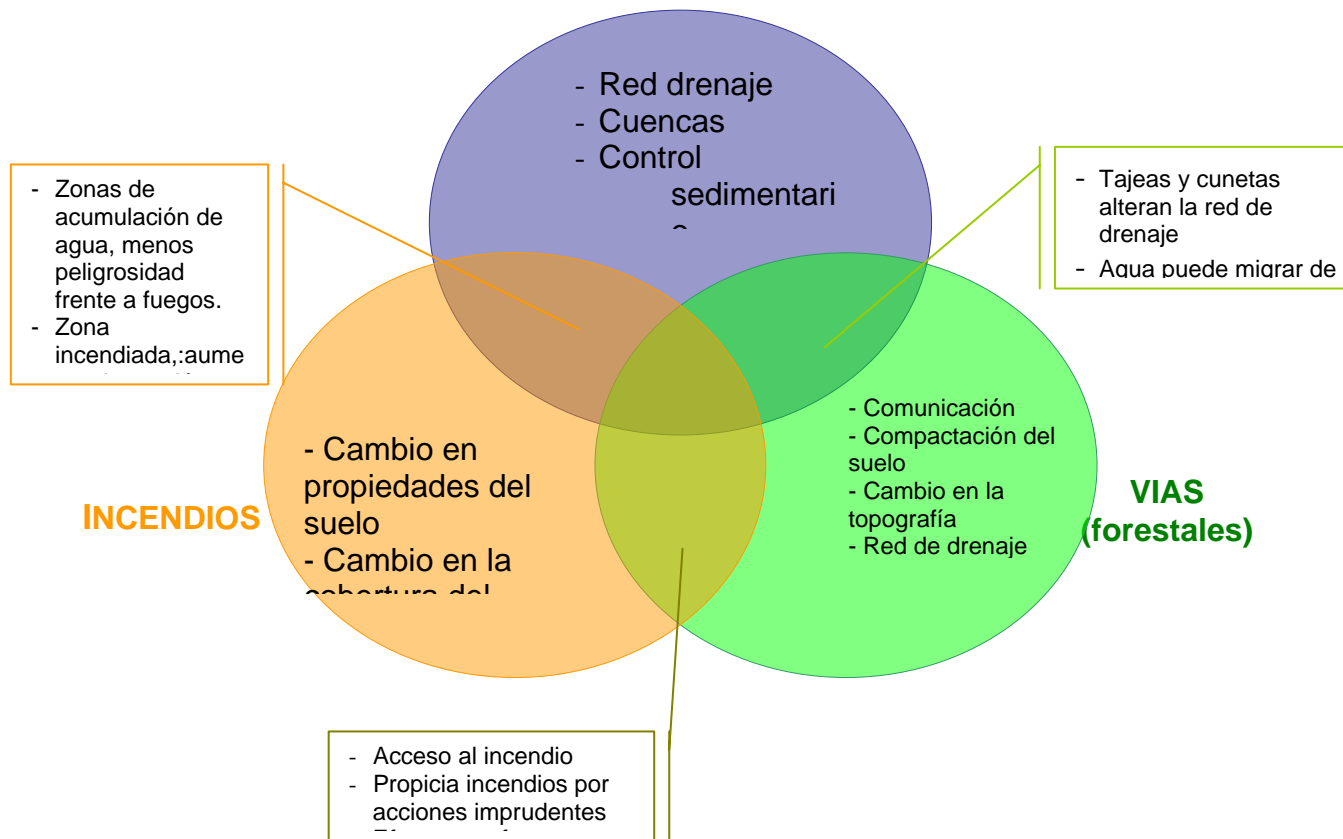 - Red drenaje
- Cuencas
- Control
sedimentari
- Zonas de
acumulación de
agua, menos
peligrosidad
frente a fuegos.
- Zona
incendiada,:aume
- Tajeas y cunetas
alteran la red de
drenaje
- Agua puede migrar de
INCENDIOS
- Cambio en
propiedades del
suelo
- Cambio en la
cobertura del
- Comunicación
- Compactación del
suelo
- Cambio en la
topografía
- Red de drenaje
VIAS
(forestales)
- Acceso al incendio
- Propicia incendios por
acciones imprudentes